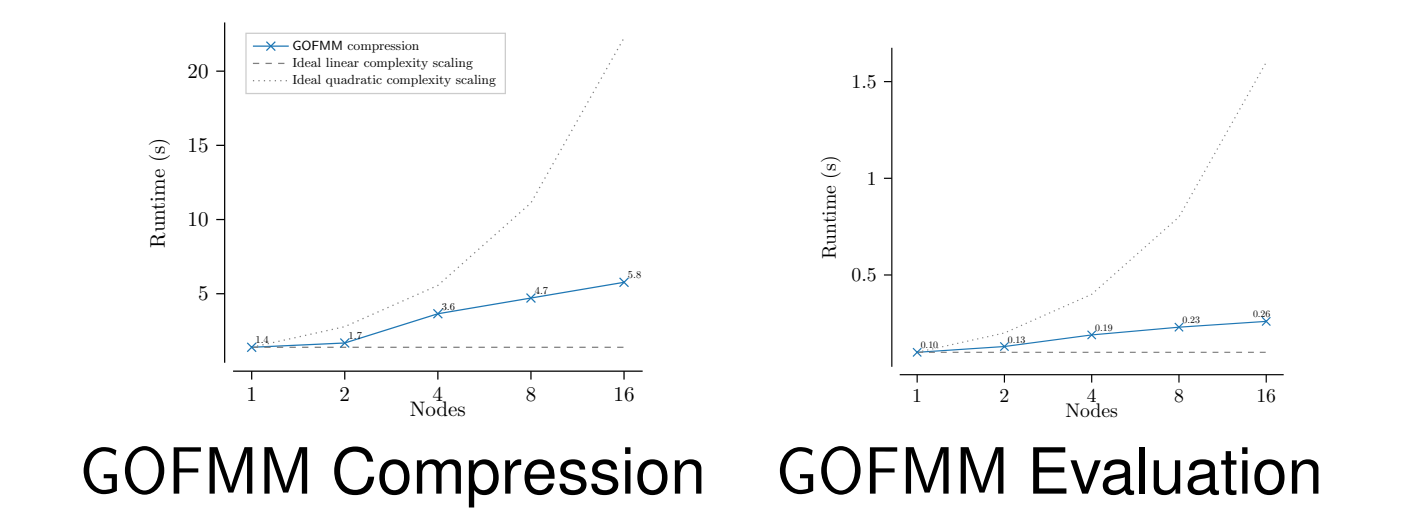 GOFMM compression
Ideal linear complexity scaling
Ideal quadratic complexity scaling
Runtime (s)
20
15
10
5
1.4
1.7
3.6
4.7
5.8
1 2 4 8 16
Nodes
Runtime (s)
1.5
1
0.5
0.10
0.13
0.19
0.23
0.26
1 2 4 8 16
Nodes
GOFMM Compression
GOFMM Evaluation